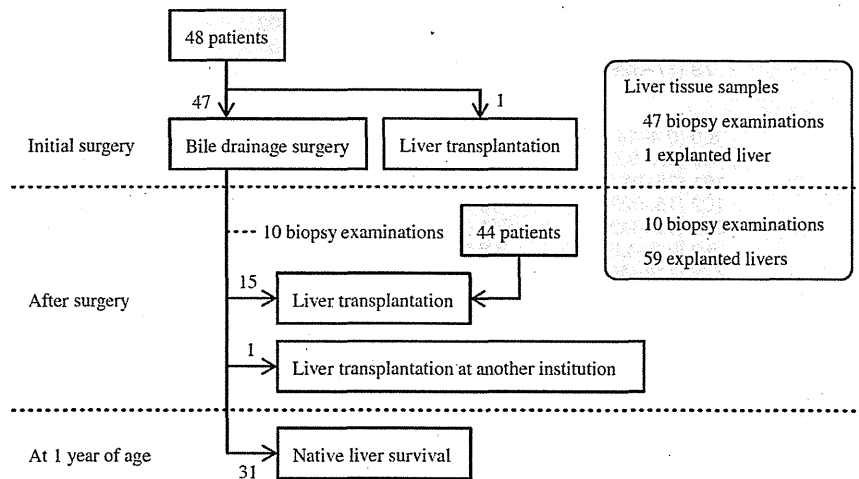 48 patients
47
1
Initial surgery
Bile drainage surgery
Liver transplantation
Liver tissue samples
47 biopsy examinations
1 explanted liver
10 biopsy examinations
59 explanted livers
10 biopsy examinations
44 patients
After surgery
15
Liver transplantation
1
Liver transplantation at another institution
At 1 year of age
31
Native liver survival